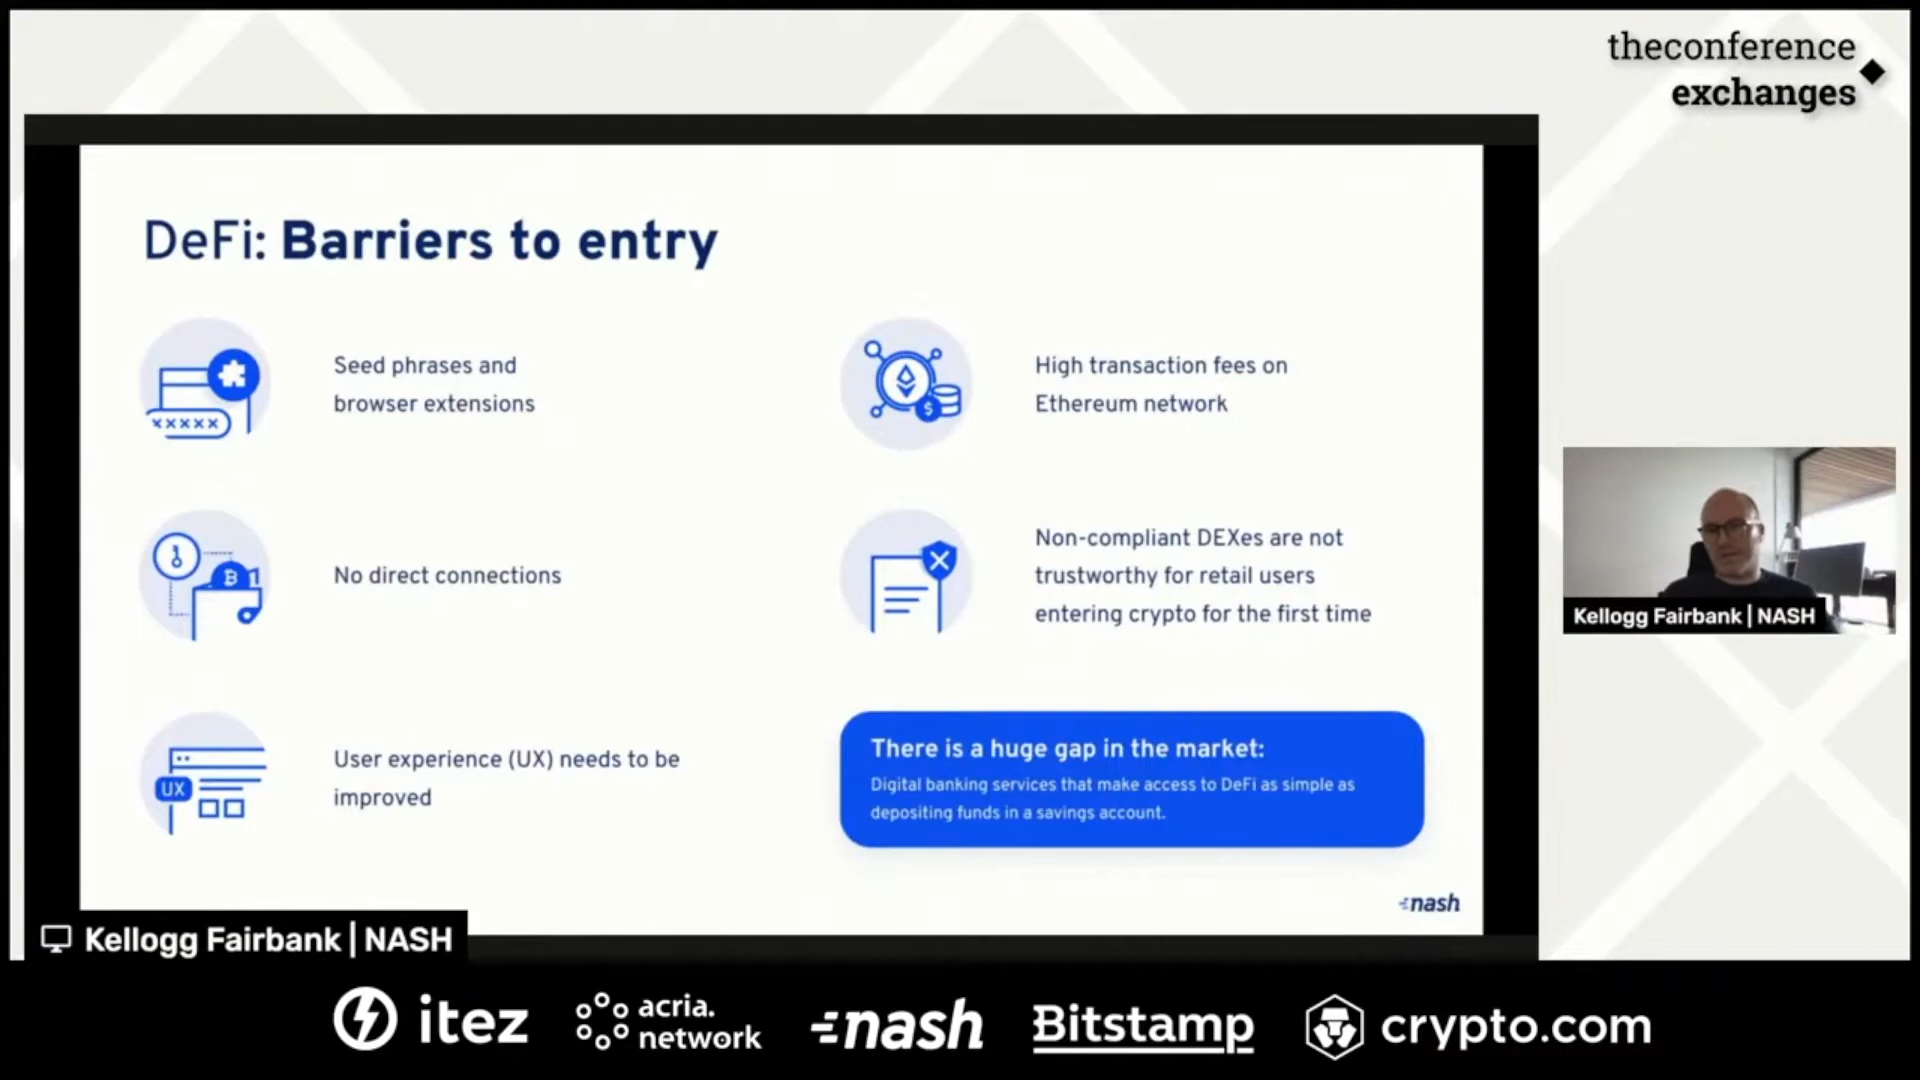 theconference
exchanges
DeFi: Barriers to entry
Seed phrases and
browser extensions
xxxxx
No direct connections
B
1
User experience (UX) needs to be
improved
UX
High transaction fees on
Ethereum network
$
Non-compliant DEXes are not
trustworthy for retail users
entering crypto for the first time
There is a huge gap in the market:
Digital banking services that make access to DeFi as simple as
depositing funds in a savings account.
nash
Kellogg Fairbank | NASH
Kellogg Fairbank | NASH
itez
acria.
network
nash
Bitstamp
crypto.com